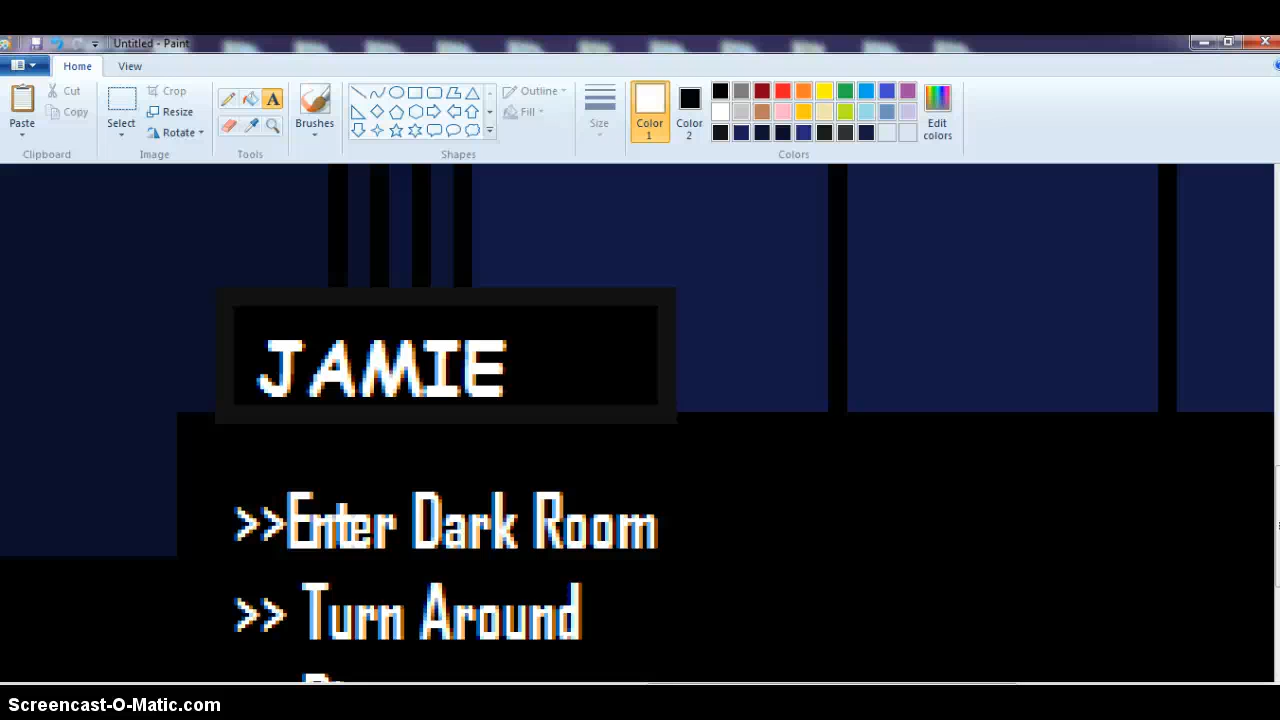 Untitled - Paint
Home
View
Paste
Cut
Copy
Clipboard
Select
Crop
Resize
Rotate
Image
A
Tools
Brushes
Outline
Fill
Shapes
Size
Color 1
Color 2
Edit colors
Colors
JAMIE
>>Enter Dark Room
>> Turn Around
Screencast-O-Matic.com